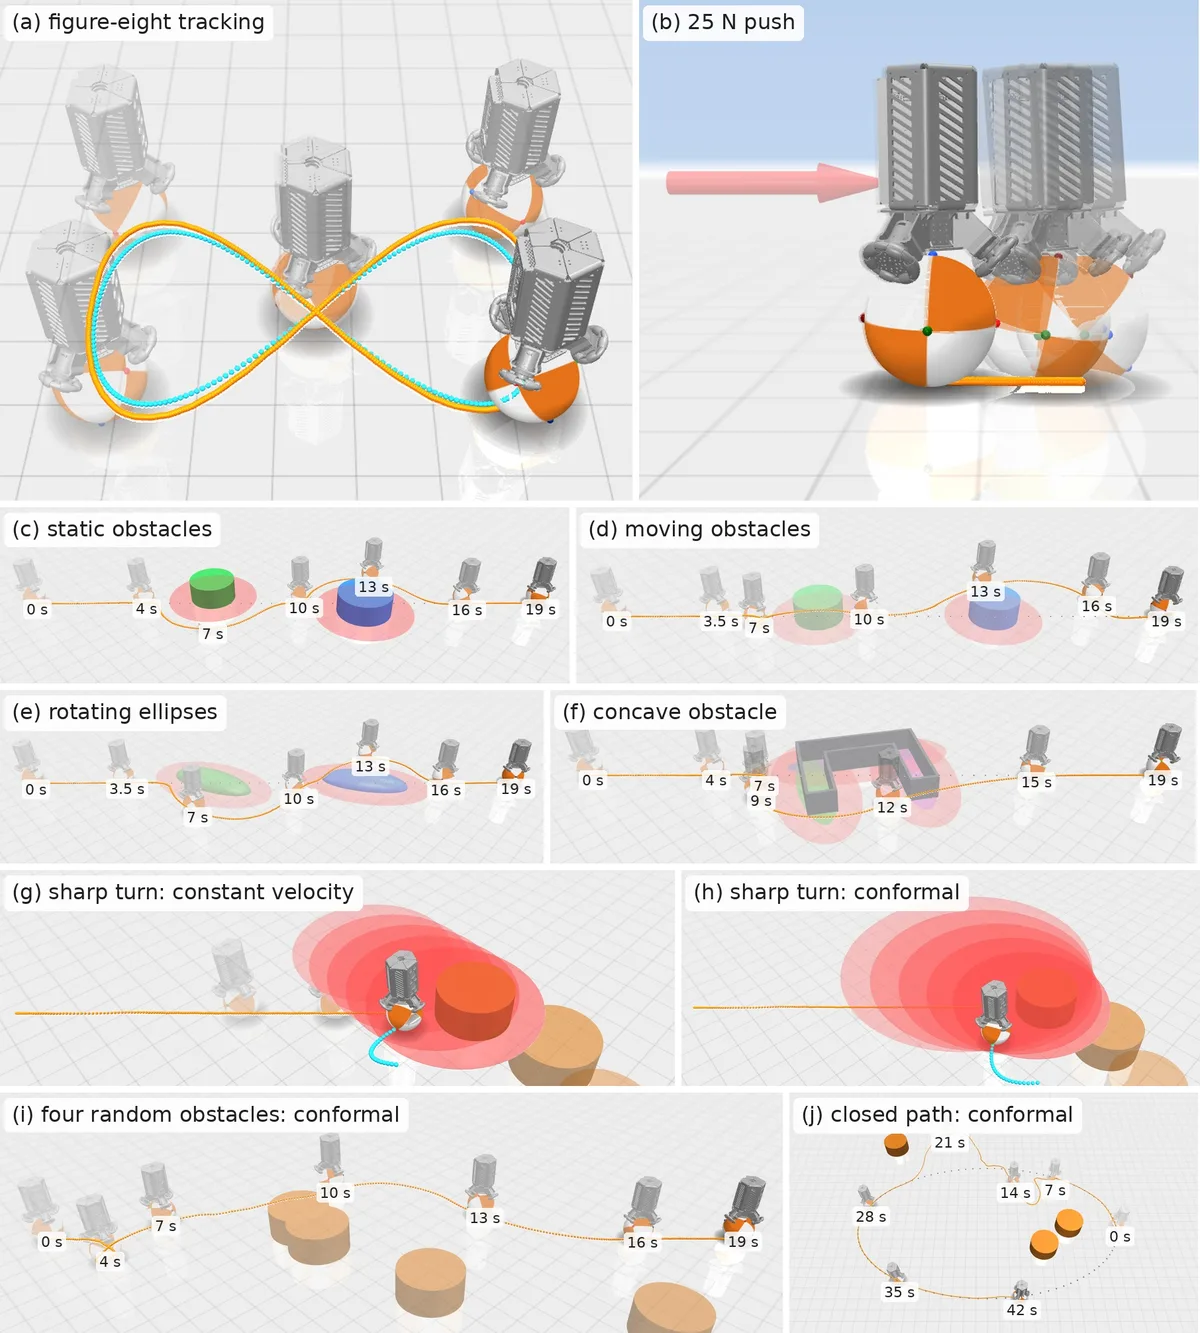 (a) figure-eight tracking
(b) 25 N push
(c) static obstacles
0 s
4 s
7 s
10 s
13 s
16 s
19 s
(d) moving obstacles
0 s
3.5 s
7 s
10 s
13 s
16 s
19 s
(e) rotating ellipses
0 s
3.5 s
7 s
10 s
13 s
16 s
19 s
(f) concave obstacle
0 s
4 s
7 s
9 s
12 s
15 s
19 s
(g) sharp turn: constant velocity
(h) sharp turn: conformal
(i) four random obstacles: conformal
0 s
4 s
7 s
10 s
13 s
16 s
19 s
(j) closed path: conformal
21 s
14 s
7 s
28 s
0 s
35 s
42 s